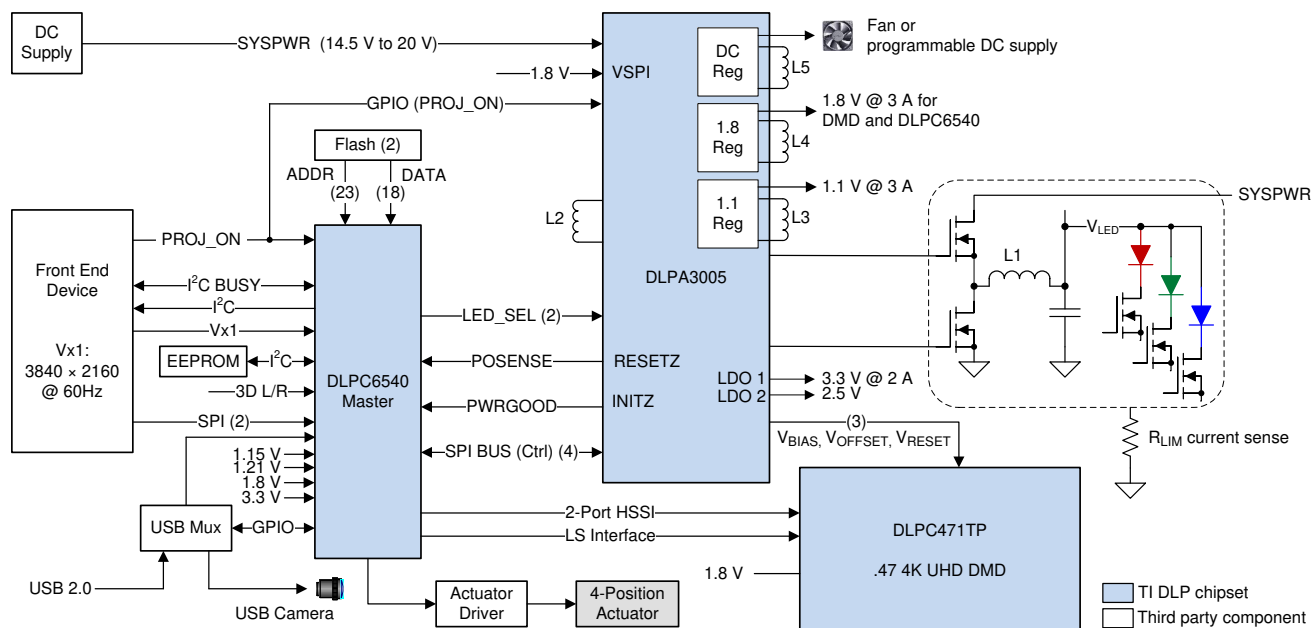 DC
Supply
SYSPWR (14.5 V to 20 V)
1.8 V
VSPI
GPIO (PROJ_ON)
DC
Reg
L5
Fan or
programmable DC supply
1.8
Reg
L4
1.8 V @ 3 A for
DMD and DLPC6540
1.1
Reg
L3
1.1 V @ 3 A
Flash (2)
ADDR
(23)
DATA
(18)
L2
DLPA3005
SYSPWR
VLED
L1
Front End
Device
Vx1:
3840 × 2160
@ 60Hz
PROJ_ON
I²C BUSY
I²C
Vx1
EEPROM
I²C
3D L/R
SPI (2)
1.15 V
1.21 V
1.8 V
3.3 V
DLPC6540
Master
LED_SEL (2)
POSENSE
RESETZ
PWRGOOD
INITZ
SPI BUS (Ctrl) (4)
LDO 1
3.3 V @ 2 A
LDO 2
2.5 V
(3)
VBIAS, VOFFSET, VRESET
RLIM current sense
USB Mux
GPIO
USB 2.0
USB Camera
2-Port HSSI
LS Interface
DLPC471TP
.47 4K UHD DMD
1.8 V
Actuator
Driver
4-Position
Actuator
TI DLP chipset
Third party component